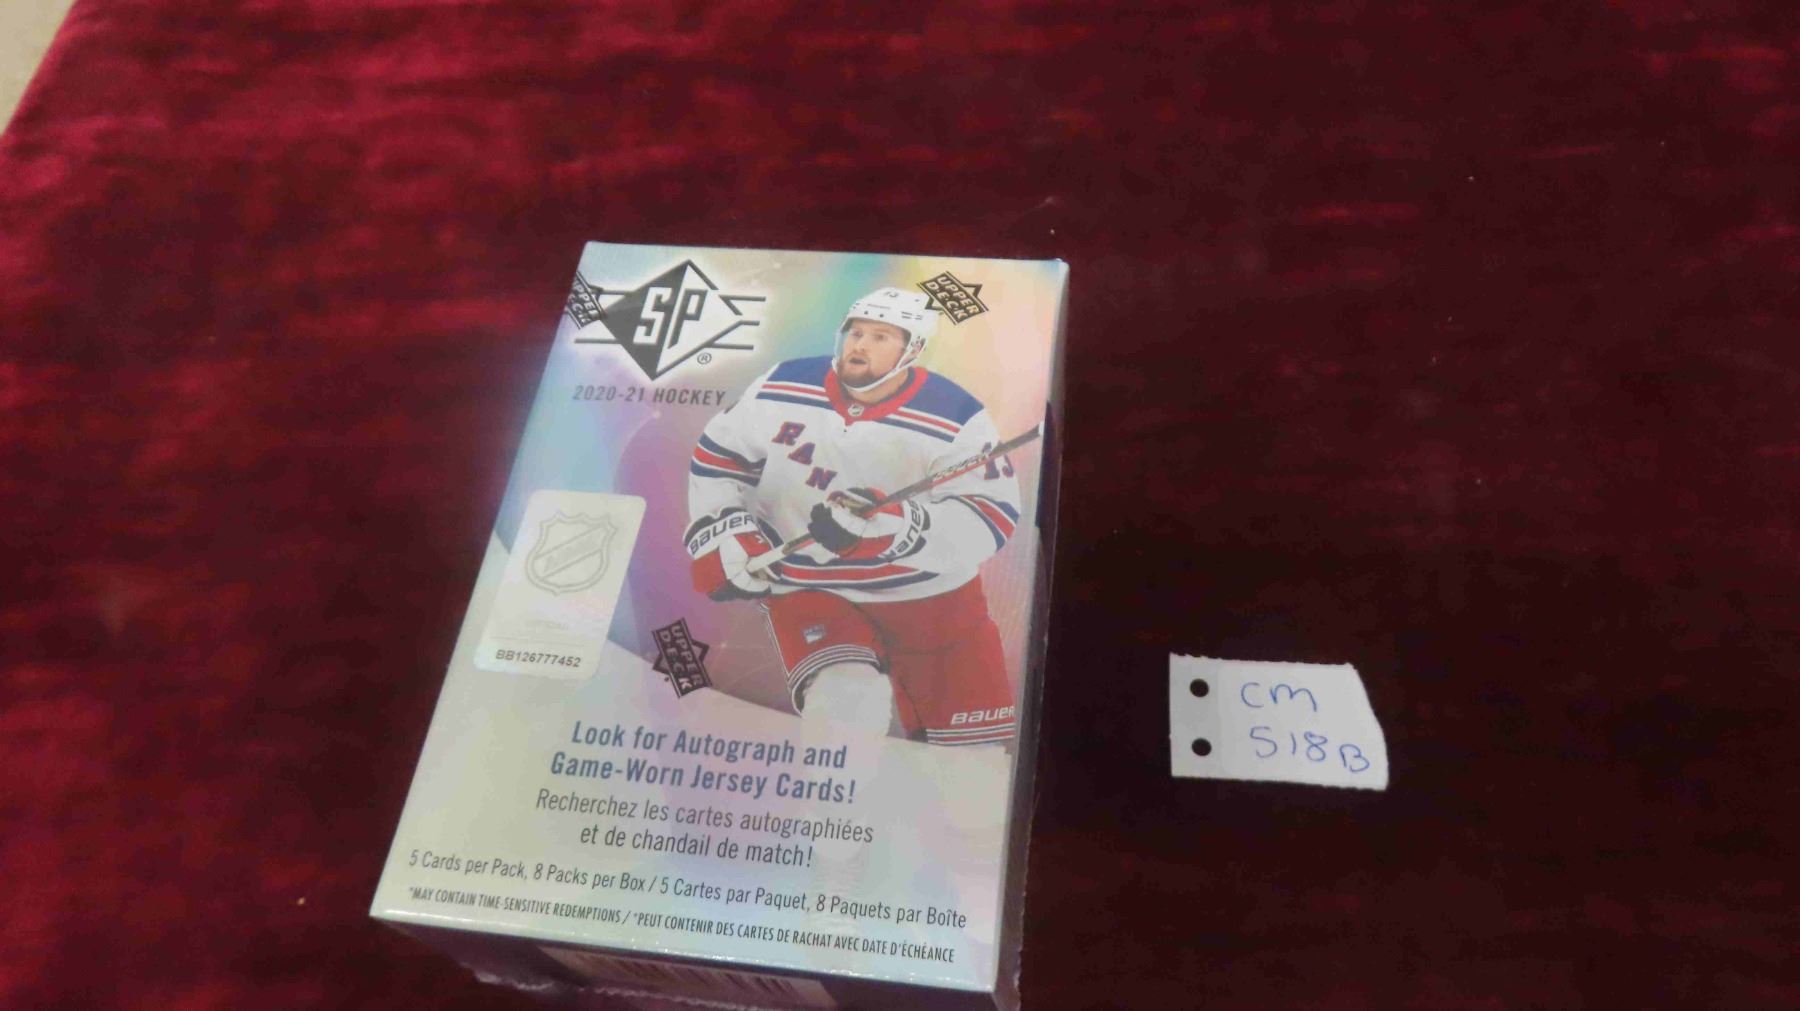 UPPER DECK
SP®
UPPER DECK
2020-21 HOCKEY
13
RAN
13
BAUER
BAUER
BB126777452
UPPER DECK
BAUER
Look for Autograph and
Game-Worn Jersey Cards!
Recherchez les cartes autographiées
et de chandail de match!
5 Cards per Pack, 8 Packs per Box / 5 Cartes par Paquet, 8 Paquets par Boîte
*MAY CONTAIN TIME-SENSITIVE REDEMPTIONS / *PEUT CONTENIR DES CARTES DE RACHAT AVEC DATE D'ÉCHÉANCE
CM
518B